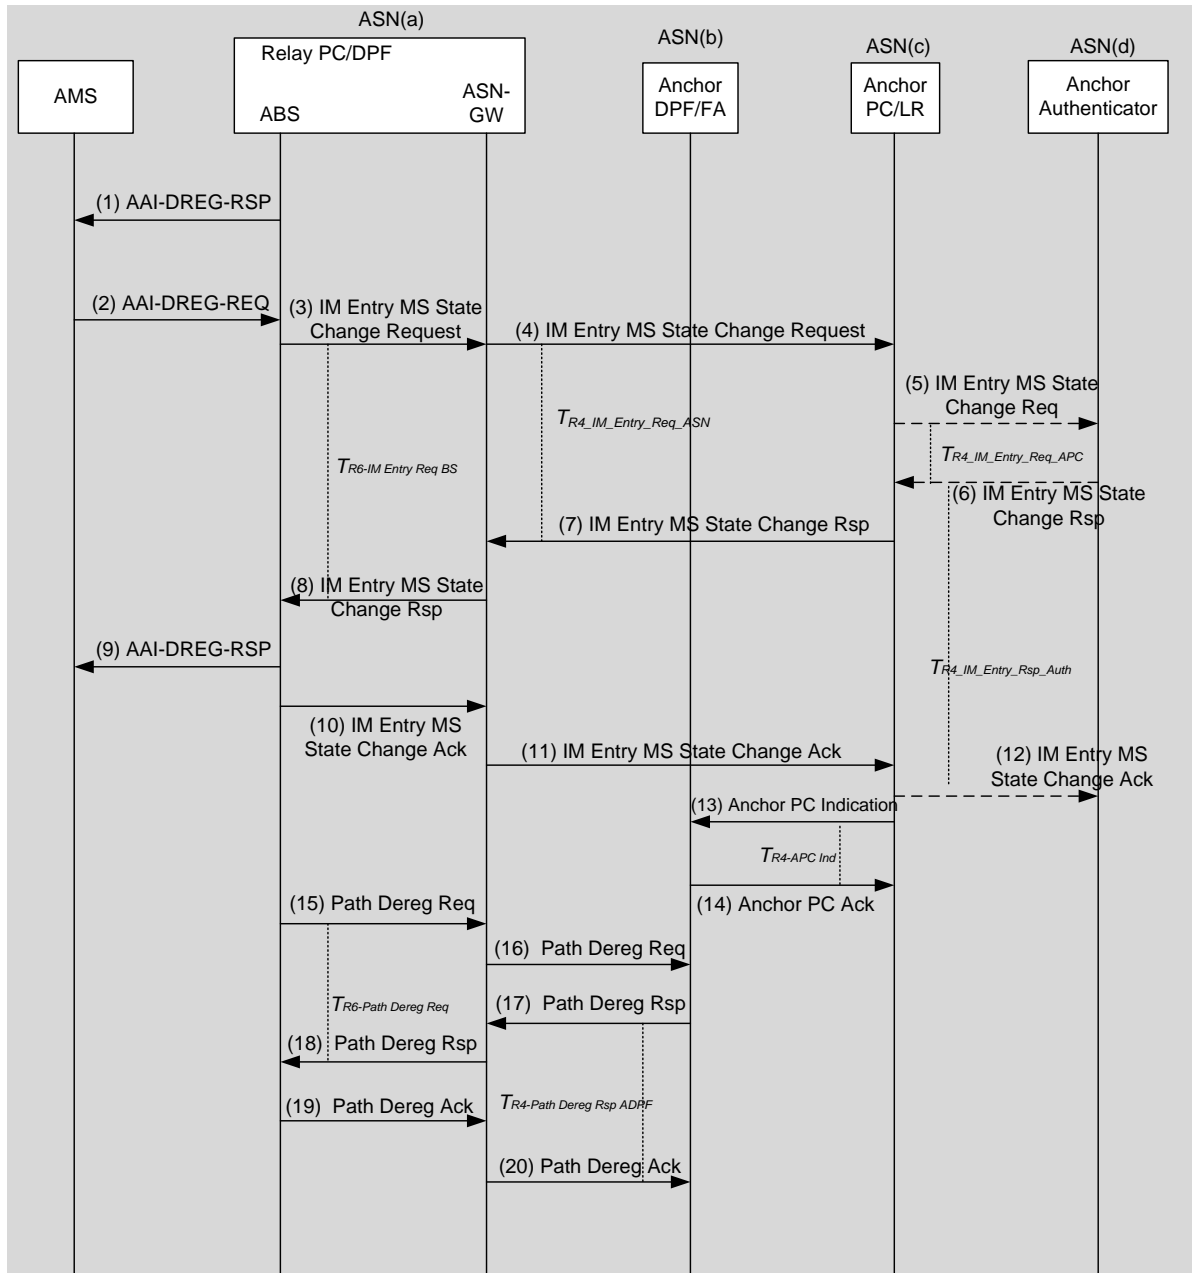 ASN(a)
ASN(b)
ASN(c)
ASN(d)
AMS
Relay PC/DPF
ABS
ASN-
GW
Anchor
DPF/FA
Anchor
PC/LR
Anchor
Authenticator
(1) AAI-DREG-RSP
(2) AAI-DREG-REQ
(3) IM Entry MS State
Change Request
(4) IM Entry MS State Change Request
(5) IM Entry MS State
Change Req
TR4_IM_Entry_Req_ASN
TR4_IM_Entry_Req_APC
TR6-IM Entry Req BS
(6) IM Entry MS State
Change Rsp
(7) IM Entry MS State Change Rsp
(8) IM Entry MS State
Change Rsp
(9) AAI-DREG-RSP
TR4_IM_Entry_Rsp_Auth
(10) IM Entry MS
State Change Ack
(11) IM Entry MS State Change Ack
(12) IM Entry MS
State Change Ack
(13) Anchor PC Indication
TR4-APC Ind
(14) Anchor PC Ack
(15) Path Dereg Req
(16) Path Dereg Req
TR6-Path Dereg Req
(17) Path Dereg Rsp
(18) Path Dereg Rsp
(19) Path Dereg Ack
TR4-Path Dereg Rsp ADPF
(20) Path Dereg Ack